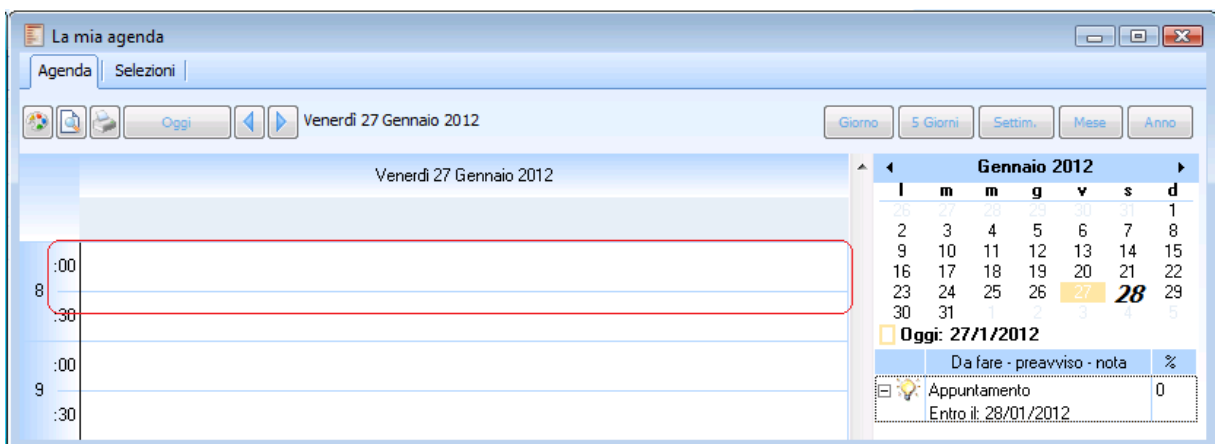 La mia agenda
Agenda Selezioni
Oggi Venerdì 27 Gennaio 2012 Giorno 5 Giorni Settim. Mese Anno
Venerdì 27 Gennaio 2012
8 :00
:30
9 :00
:30
Gennaio 2012
l m m g v s d
26 27 28 29 30 31 1
2 3 4 5 6 7 8
9 10 11 12 13 14 15
16 17 18 19 20 21 22
23 24 25 26 27 28 29
30 31 1 2 3 4 5
Oggi: 27/1/2012
Da fare - preavviso - nota %
Appuntamento 0
Entro il: 28/01/2012